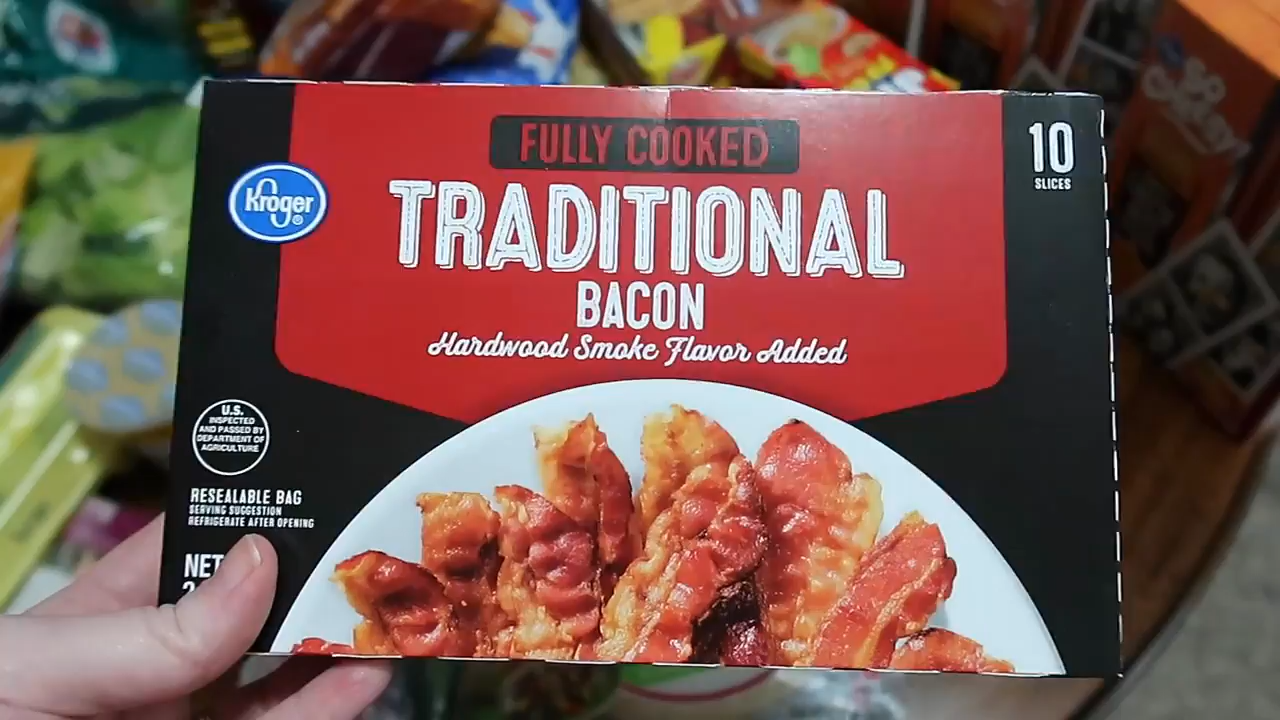 FULLY COOKED
10
SLICES
Kroger®
TRADITIONAL
BACON
Hardwood Smoke Flavor Added
U.S.
INSPECTED
AND PASSED BY
DEPARTMENT OF
AGRICULTURE
RESEALABLE BAG
SERVING SUGGESTION
REFRIGERATE AFTER OPENING
NET